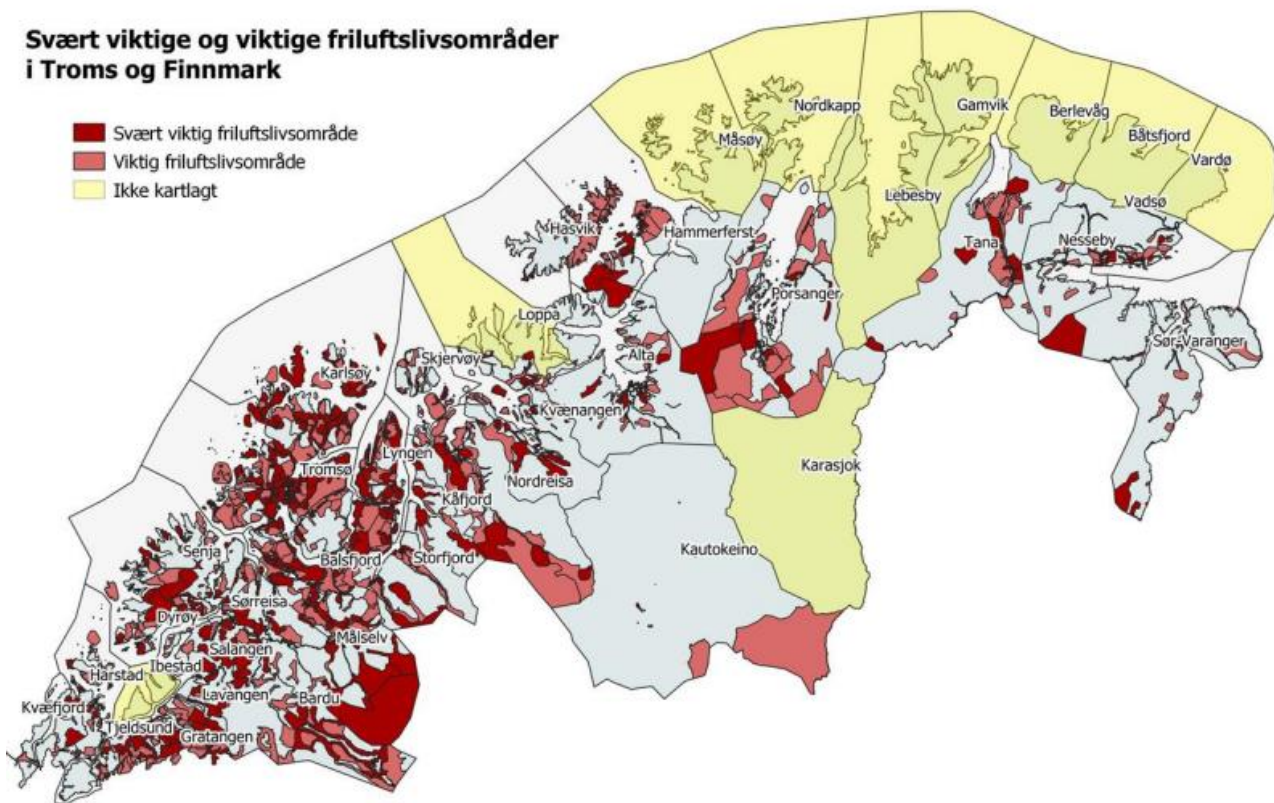 Svært viktige og viktige friluftslivsområder
i Troms og Finnmark
Svært viktig friluftslivsområde
Viktig friluftslivsområde
Ikke kartlagt
Nordkapp
Gamvik
Berlevåg
Måsøy
Båtsfjord
Vardø
Lebesby
Vadsø
Hasvik
Hammerferst
Tana
Nesseby
Porsanger
Loppa
Sør-Varanger
Skjervøy
Alta
Karlsøy
Kvænangen
Lyngen
Tromsø
Nordreisa
Karasjok
Kåfjord
Kautokeino
Senja
Balsfjord
Storfjord
Sørreisa
Dyrøy
Målselv
Salangen
Ibestad
Harstad
Lavangen
Bardu
Kvæfjord
Tjeldsund
Gratangen